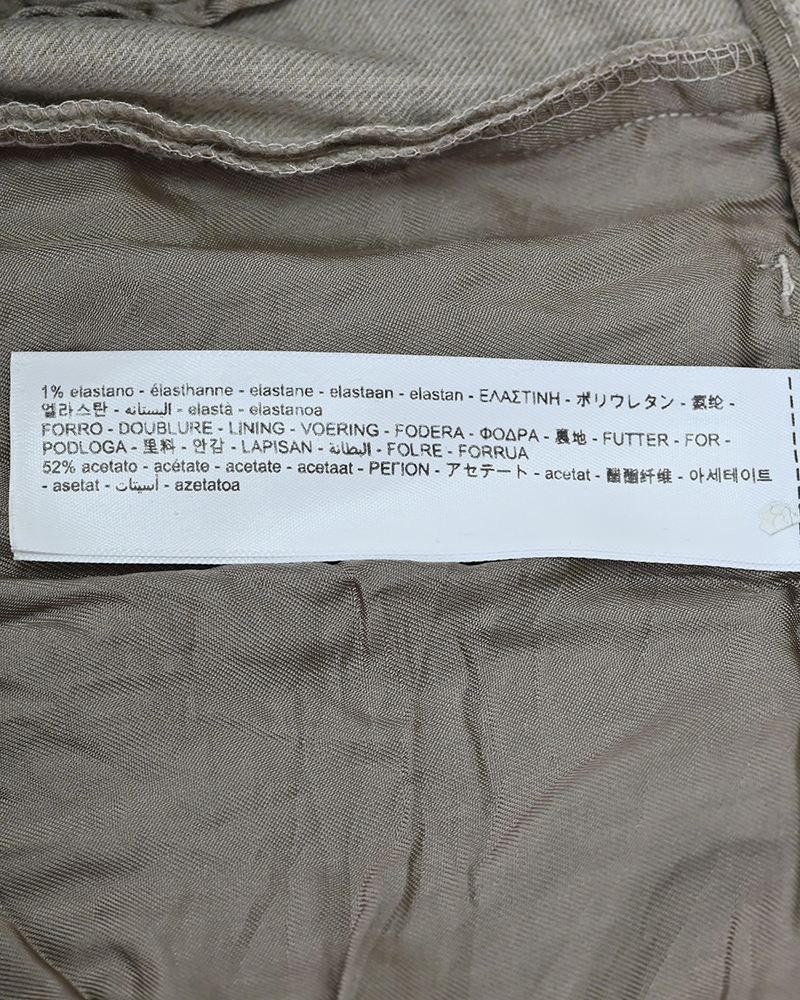 1% elastano - élasthanne - elastane - elastaan - elastan - ΕΛΑΣΤΙΝΗ - ポリウレタン - 氨纶 -
엘라스탄 - البستانه - elastà - elastanoa
FORRO - DOUBLURE - LINING - VOERING - FODERA - ΦΟΔΡΑ - 裏地 - FUTTER - FOR -
PODLOGA - 里料 - 안감 - LAPISAN - البطانة - FOLRE - FORRUA
52% acetato - acétate - acetate - acetaat - ΡΕΓΙΟΝ - アセテート - acetat - 醋酯纤维 - 아세테이트
- asetat - أسيتات - azetatoa